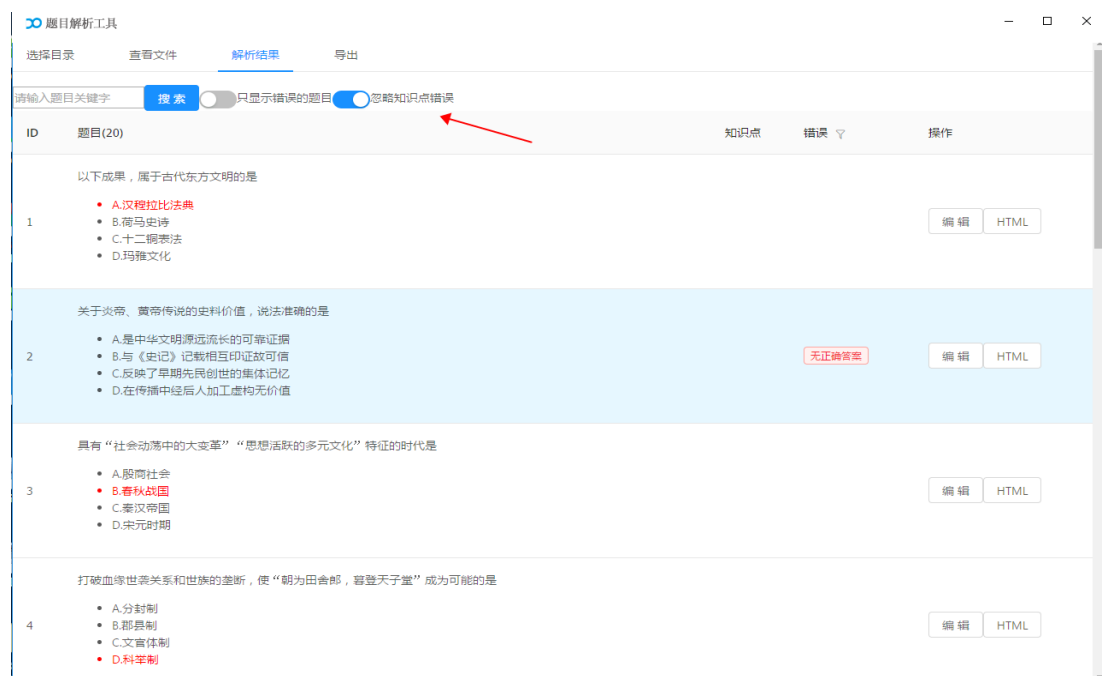 题目解析工具
选择目录 查看文件 解析结果 导出
请输入题目关键字 搜 索 只显示错误的题目 忽略知识点错误
ID 题目(20) 知识点 错误 操作
以下成果，属于古代东方文明的是
1
A.汉穆拉比法典
B.荷马史诗
C.十二铜表法
D.玛雅文化
编 辑 HTML
关于炎帝、黄帝传说的史料价值，说法准确的是
2
A.是中华文明源远流长的可靠证据
B.与《史记》记载相互印证故可信
C.反映了早期先民创世的集体记忆
D.在传播中经后人加工虚构无价值
无正确答案
编 辑 HTML
具有“社会动荡中的大变革”“思想活跃的多元文化”特征的时代是
3
A.殷商社会
B.春秋战国
C.秦汉帝国
D.宋元时期
编 辑 HTML
打破血缘世袭关系和世族的垄断，使“朝为田舍郎，暮登天子堂”成为可能的是
4
A.分封制
B.郡县制
C.文官体制
D.科举制
编 辑 HTML